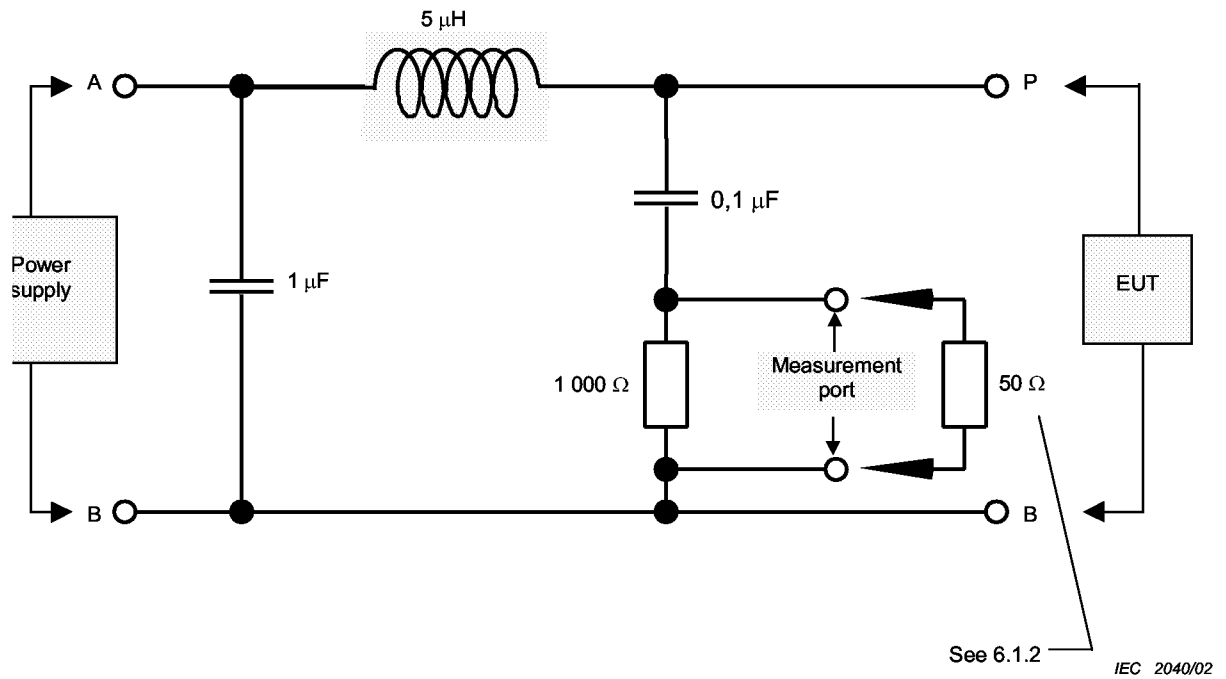 5 μH
A
P
0,1 μF
Power
supply
1 μF
EUT
1 000 Ω
Measurement
port
50 Ω
B
B
See 6.1.2
IEC 2040/02